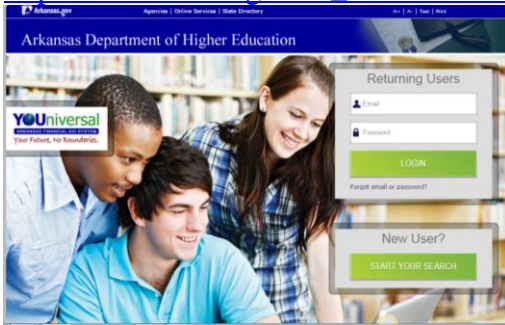 Arkansas.gov
Agencies | Online Services | State Directory
A+ | A- | Text | Print
Arkansas Department of Higher Education
YOUniversal
ARKANSAS FINANCIAL AID SYSTEM
Your Future, No Boundaries.
Returning Users
Email
Password
LOGIN
Forgot email or password?
New User?
START YOUR SEARCH